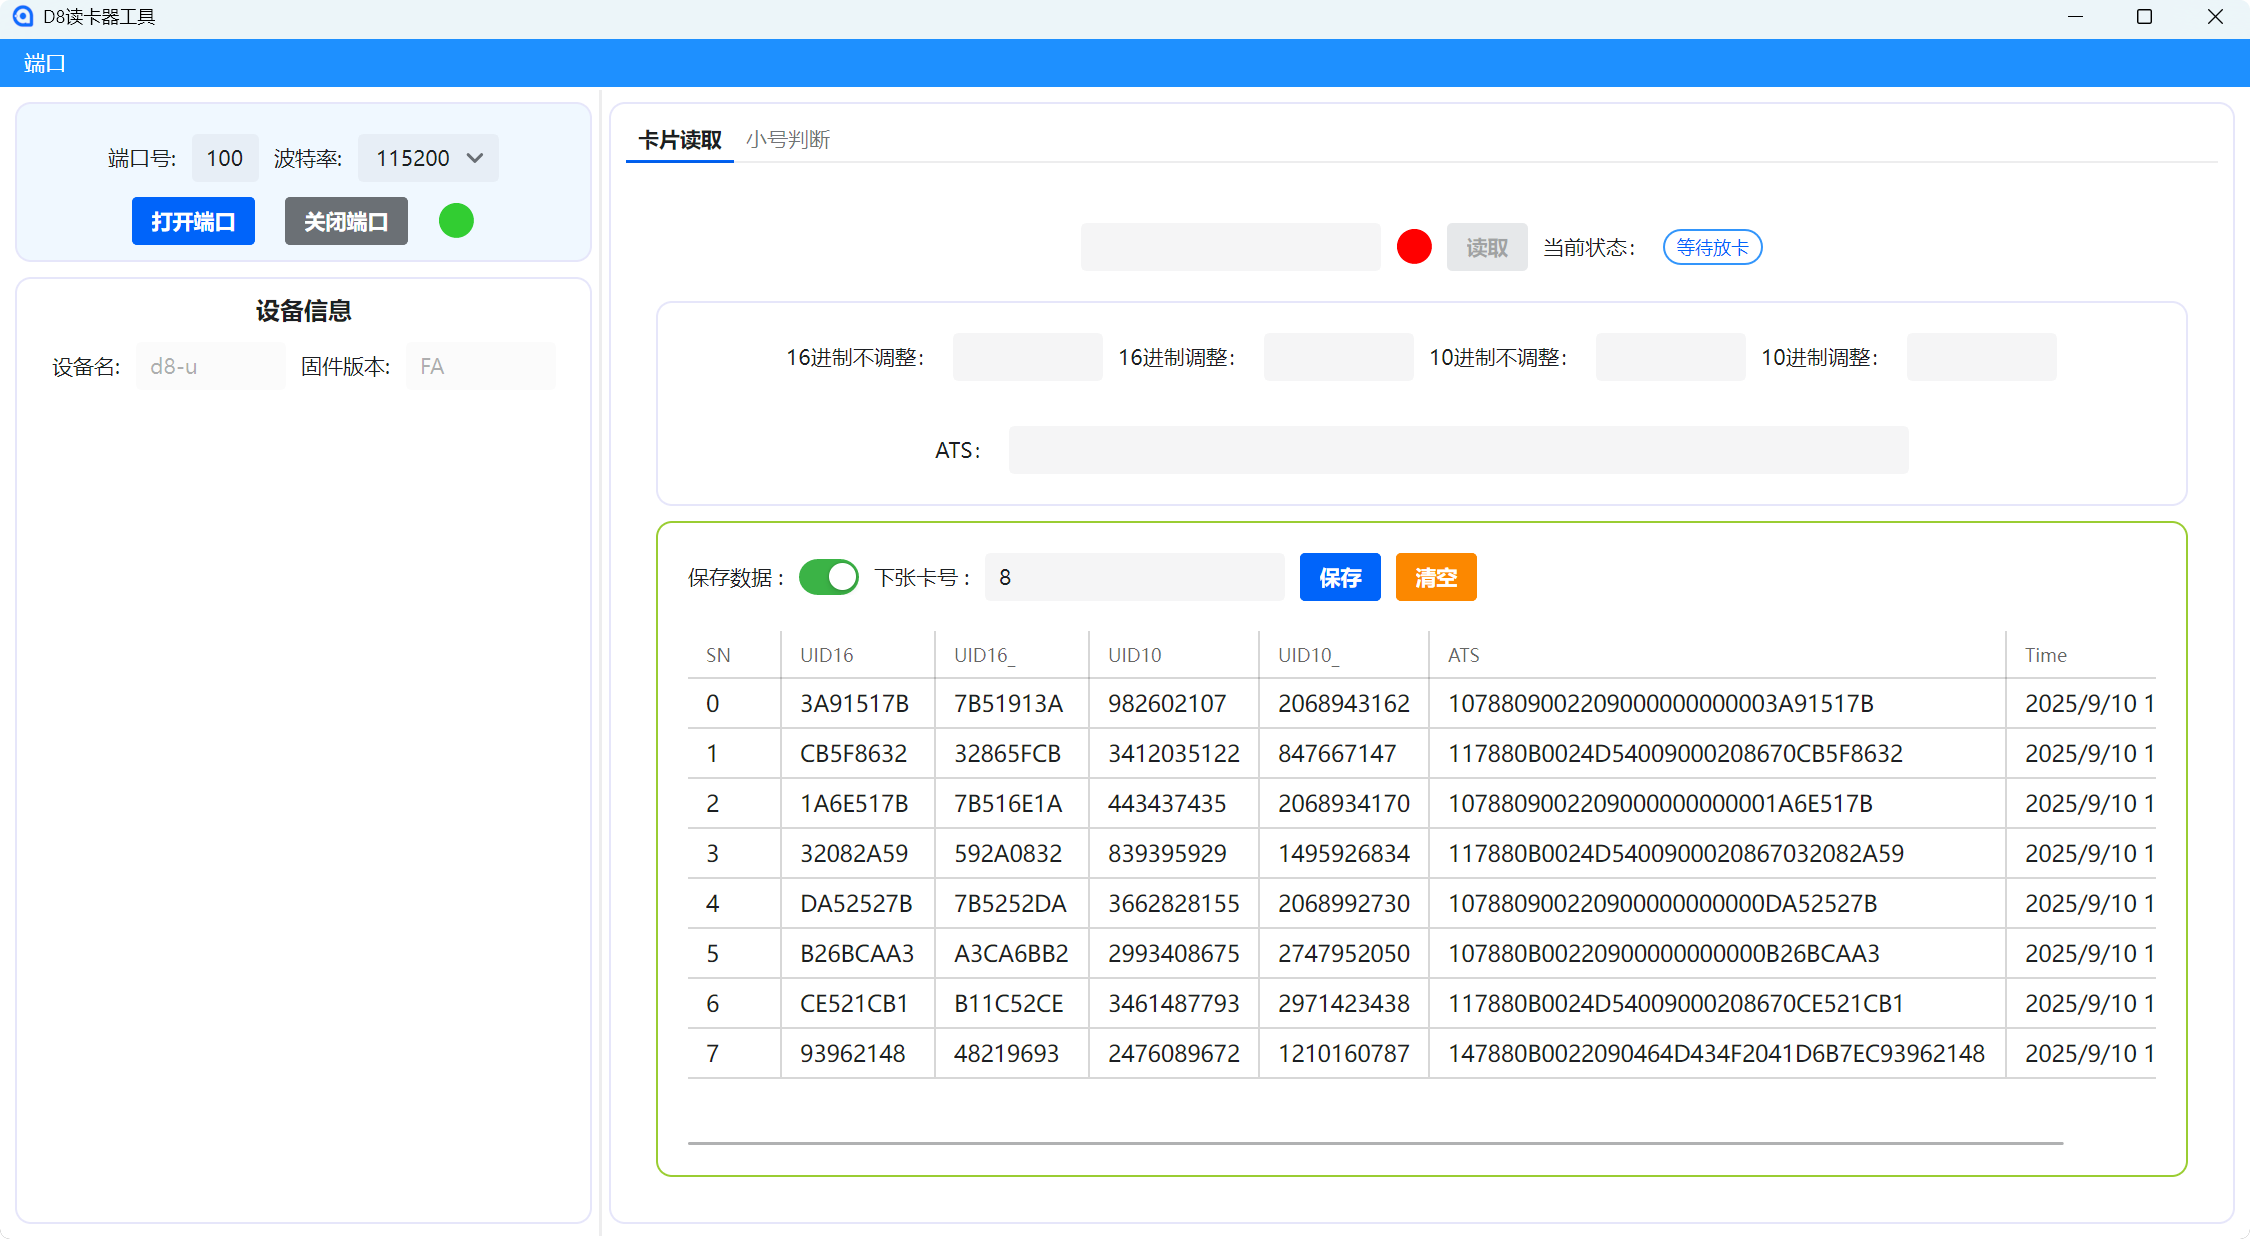 D8读卡器工具
端口
端口号: 100 波特率: 115200
打开端口 关闭端口
设备信息
设备名: d8-u 固件版本: FA
卡片读取 小号判断
读取 当前状态: 等待放卡
16进制不调整: 16进制调整: 10进制不调整: 10进制调整:
ATS:
保存数据 : 下张卡号 : 8 保存 清空
SN UID16 UID16_ UID10 UID10_ ATS Time
0 3A91517B 7B51913A 982602107 2068943162 1078809002209000000000003A91517B 2025/9/10 1
1 CB5F8632 32865FCB 3412035122 847667147 117880B0024D54009000208670CB5F8632 2025/9/10 1
2 1A6E517B 7B516E1A 443437435 2068934170 1078809002209000000000001A6E517B 2025/9/10 1
3 32082A59 592A0832 839395929 1495926834 117880B0024D5400900020867032082A59 2025/9/10 1
4 DA52527B 7B5252DA 3662828155 2068992730 107880900220900000000000DA52527B 2025/9/10 1
5 B26BCAA3 A3CA6BB2 2993408675 2747952050 107880B00220900000000000B26BCAA3 2025/9/10 1
6 CE521CB1 B11C52CE 3461487793 2971423438 117880B0024D54009000208670CE521CB1 2025/9/10 1
7 93962148 48219693 2476089672 1210160787 147880B0022090464D434F2041D6B7EC93962148 2025/9/10 1